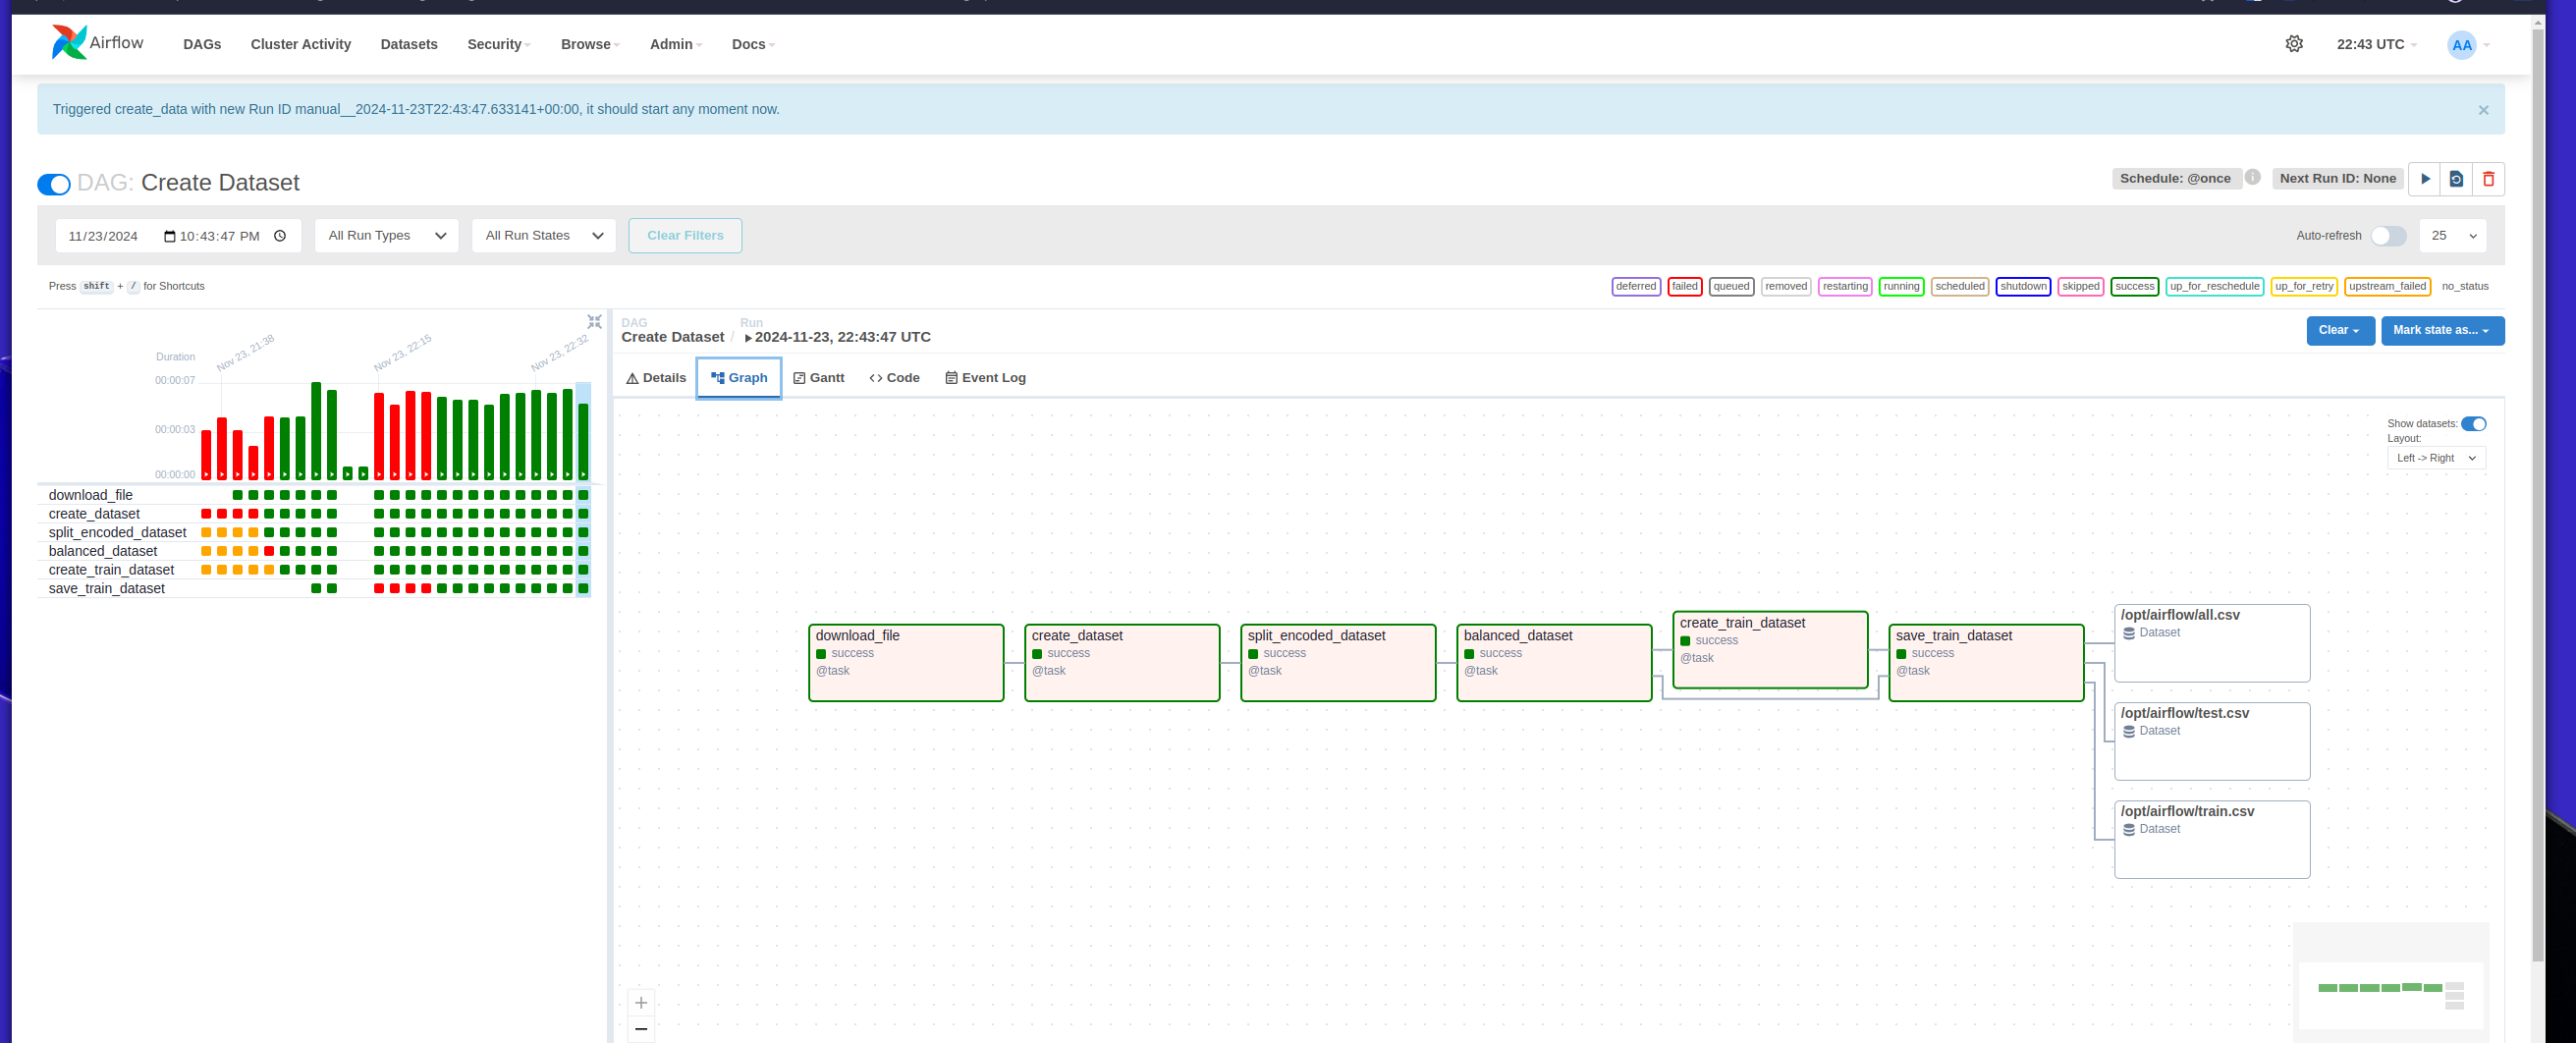 Airflow DAGs Cluster Activity Datasets Security Browse Admin Docs 22:43 UTC AA
Triggered create_data with new Run ID manual__2024-11-23T22:43:47.633141+00:00, it should start any moment now. ×
DAG: Create Dataset
Schedule: @once Next Run ID: None
11/23/2024 10:43:47 PM All Run Types All Run States Clear Filters Auto-refresh 25
Press shift + / for Shortcuts
deferred failed queued removed restarting running scheduled shutdown skipped success up_for_reschedule up_for_retry upstream_failed no_status
Duration
Nov 23, 21:38 Nov 23, 22:15 Nov 23, 22:32
00:00:07
00:00:03
00:00:00
download_file
create_dataset
split_encoded_dataset
balanced_dataset
create_train_dataset
save_train_dataset
DAG Run
Create Dataset / 2024-11-23, 22:43:47 UTC
Clear Mark state as...
Details Graph Gantt Code Event Log
Show datasets:
Layout:
Left -> Right
download_file
success
@task
create_dataset
success
@task
split_encoded_dataset
success
@task
balanced_dataset
success
@task
create_train_dataset
success
@task
save_train_dataset
success
@task
/opt/airflow/all.csv
Dataset
/opt/airflow/test.csv
Dataset
/opt/airflow/train.csv
Dataset